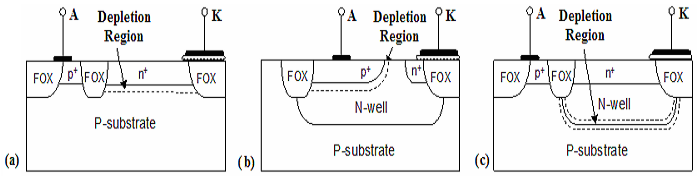 A Depletion Region K
FOX p+ FOX n+ FOX
P-substrate
(a)
A Depletion Region K
FOX p+ n+ FOX
N-well
P-substrate
(b)
A Depletion Region K
FOX p+ FOX n+ FOX
N-well
P-substrate
(c)